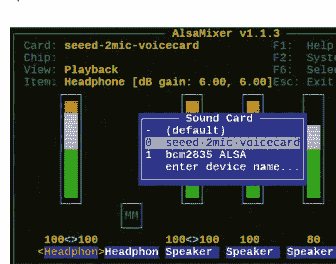 AlsaMixer v1.1.3
Card: seeed-2mic-voicecard F1: Help
Chip: F2: Syst
View: Playback F6: Sele
Item: Headphone [dB gain: 6.00, 6.00] Esc: Exit
Sound Card
- (default)
0 seeed-2mic-voicecard
1 bcm2835 ALSA
enter device name...
MM
100<>100 100<>100 100 80
<Headphon>Headphon Speaker Speaker Speaker